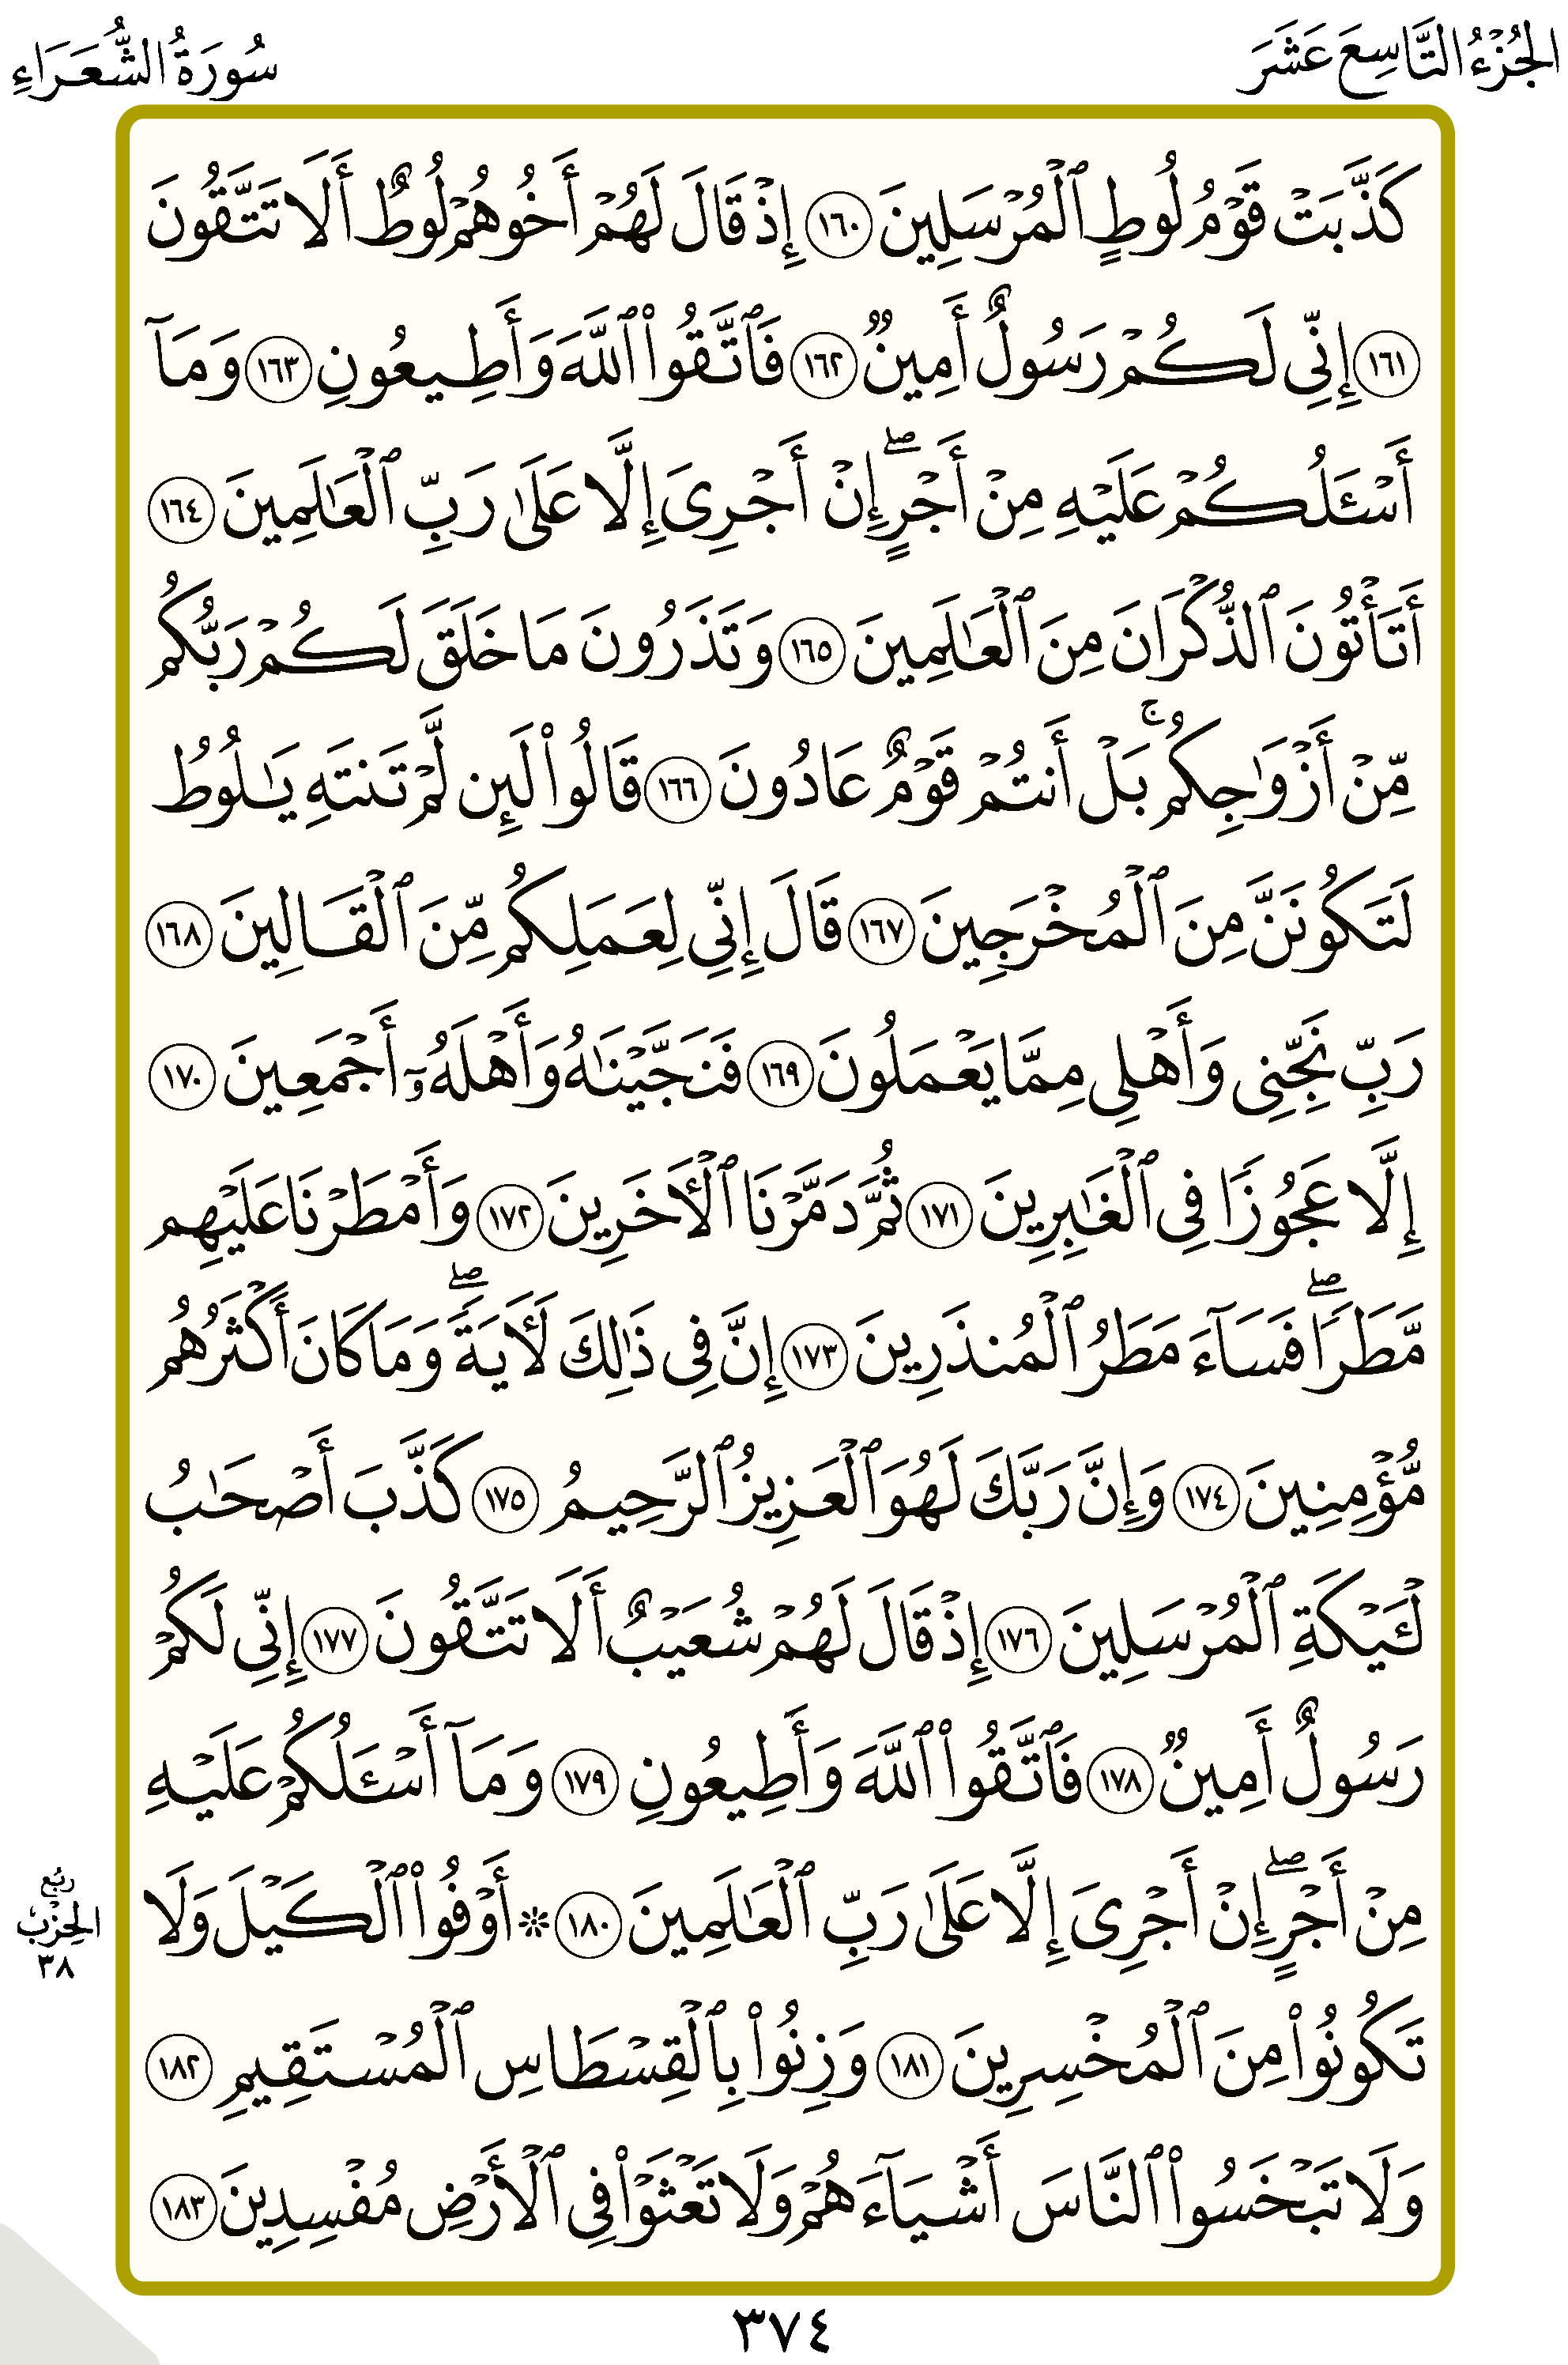 الجُزْءُ التَّاسِعَ عَشَرَ
سُورَةُ الشُّعَرَاءِ
كَذَّبَتْ قَوْمُ لُوطٍ ٱلْمُرْسَلِينَ ١٦٠ إِذْ قَالَ لَهُمْ أَخُوهُمْ لُوطٌ أَلَا تَتَّقُونَ
١٦١ إِنِّي لَكُمْ رَسُولٌ أَمِينٌ ١٦٢ فَٱتَّقُوا۟ ٱللَّهَ وَأَطِيعُونِ ١٦٣ وَمَآ
أَسْـَٔلُكُمْ عَلَيْهِ مِنْ أَجْرٍ ۖ إِنْ أَجْرِىَ إِلَّا عَلَىٰ رَبِّ ٱلْعَـٰلَمِينَ ١٦٤
أَتَأْتُونَ ٱلذُّكْرَانَ مِنَ ٱلْعَـٰلَمِينَ ١٦٥ وَتَذَرُونَ مَا خَلَقَ لَكُمْ رَبُّكُم
مِّنْ أَزْوَٰجِكُم ۚ بَلْ أَنتُمْ قَوْمٌ عَادُونَ ١٦٦ قَالُوا۟ لَئِن لَّمْ تَنتَهِ يَـٰلُوطُ
لَتَكُونَنَّ مِنَ ٱلْمُخْرَجِينَ ١٦٧ قَالَ إِنِّي لِعَمَلِكُم مِّنَ ٱلْقَالِينَ ١٦٨
رَبِّ نَجِّنِى وَأَهْلِى مِمَّا يَعْمَلُونَ ١٦٩ فَنَجَّيْنَـٰهُ وَأَهْلَهُۥٓ أَجْمَعِينَ ١٧٠
إِلَّا عَجُوزًا فِى ٱلْغَـٰبِرِينَ ١٧١ ثُمَّ دَمَّرْنَا ٱلْـَٔاخَرِينَ ١٧٢ وَأَمْطَرْنَا عَلَيْهِم
مَّطَرًا ۖ فَسَآءَ مَطَرُ ٱلْمُنذَرِينَ ١٧٣ إِنَّ فِى ذَٰلِكَ لَـَٔايَةً ۖ وَمَا كَانَ أَكْثَرُهُم
مُّؤْمِنِينَ ١٧٤ وَإِنَّ رَبَّكَ لَهُوَ ٱلْعَزِيزُ ٱلرَّحِيمُ ١٧٥ كَذَّبَ أَصْحَـٰبُ
لْـَٔيْكَةِ ٱلْمُرْسَلِينَ ١٧٦ إِذْ قَالَ لَهُمْ شُعَيْبٌ أَلَا تَتَّقُونَ ١٧٧ إِنِّي لَكُمْ
رَسُولٌ أَمِينٌ ١٧٨ فَٱتَّقُوا۟ ٱللَّهَ وَأَطِيعُونِ ١٧٩ وَمَآ أَسْـَٔلُكُمْ عَلَيْهِ
مِنْ أَجْرٍ ۖ إِنْ أَجْرِىَ إِلَّا عَلَىٰ رَبِّ ٱلْعَـٰلَمِينَ ١٨٠ ۞ أَوْفُوا۟ ٱلْكَيْلَ وَلَا
تَكُونُوا۟ مِنَ ٱلْمُخْسِرِينَ ١٨١ وَزِنُوا۟ بِٱلْقِسْطَاسِ ٱلْمُسْتَقِيمِ ١٨٢
وَلَا تَبْخَسُوا۟ ٱلنَّاسَ أَشْيَآءَهُمْ وَلَا تَعْثَوْا۟ فِى ٱلْأَرْضِ مُفْسِدِينَ ١٨٣
رُبْعُ
الحِزْبِ
٣٨
٣٧٤